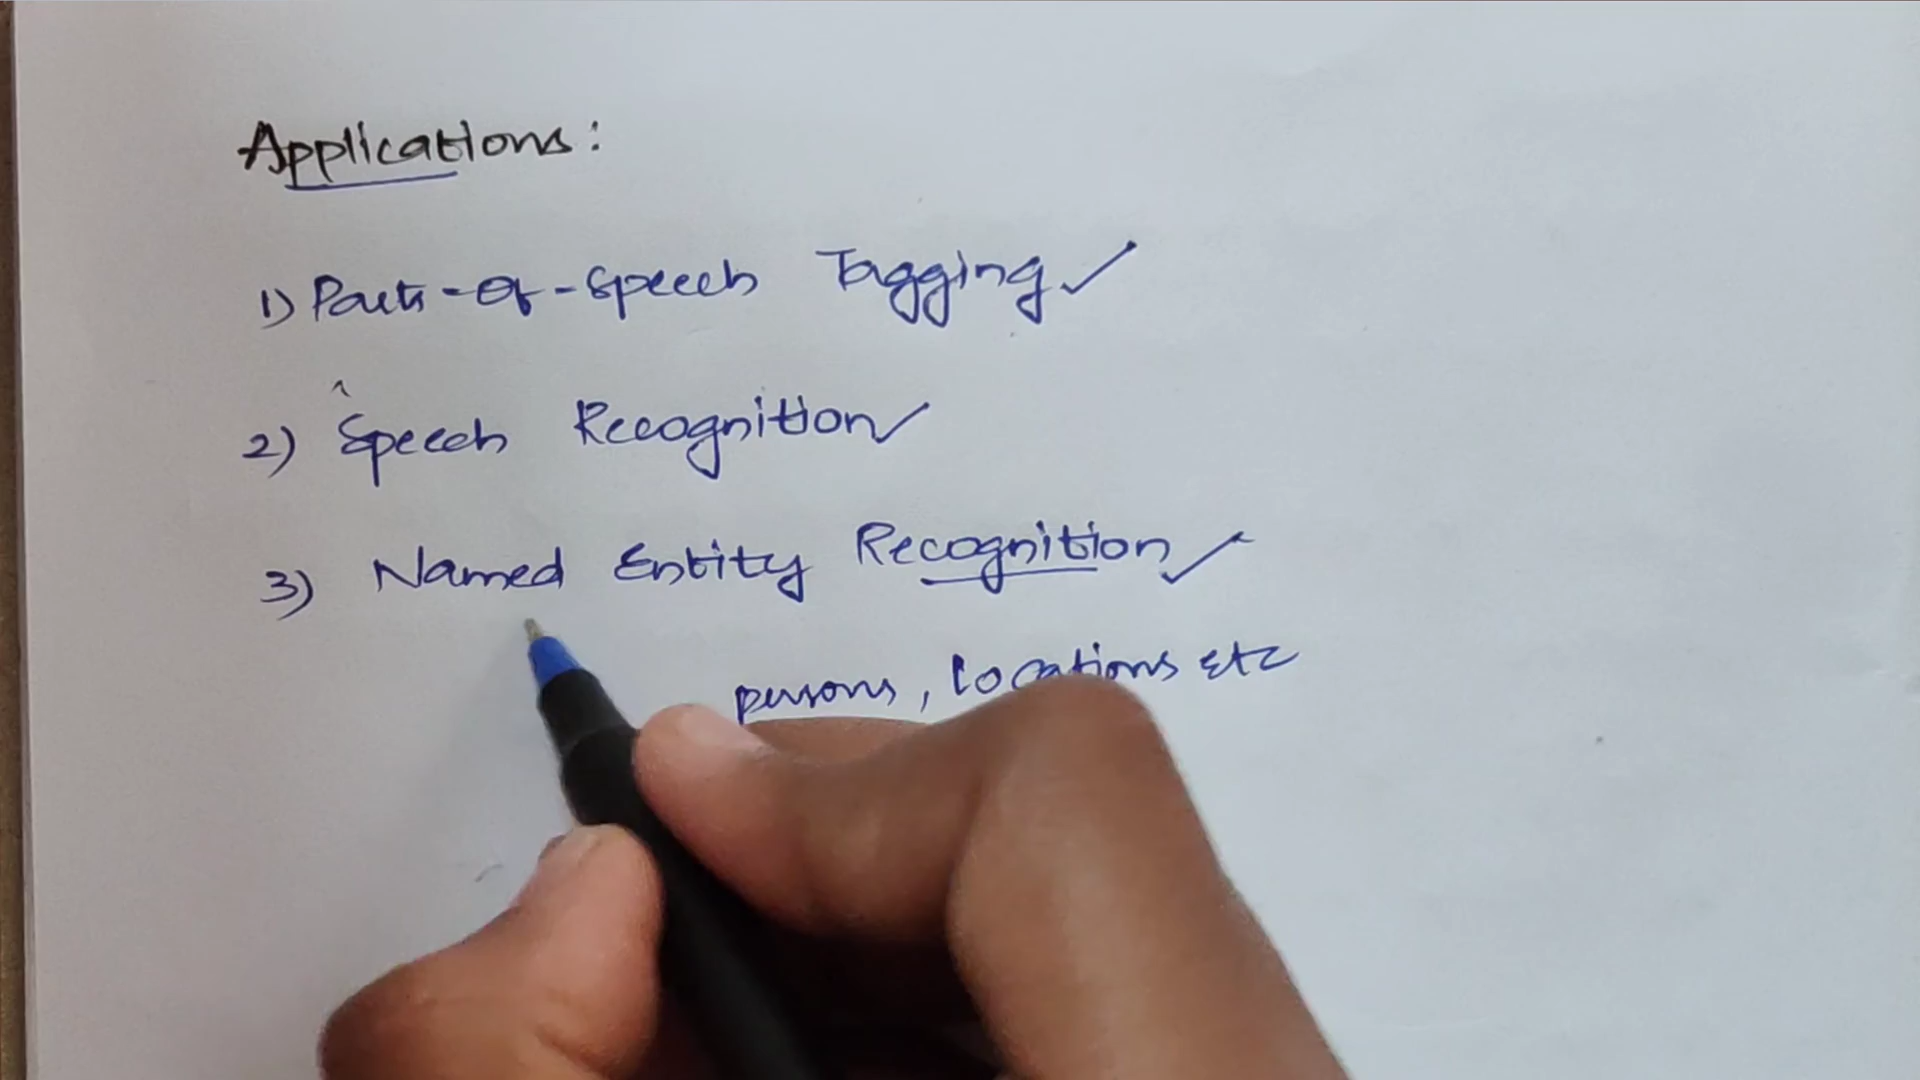 Applications:
1) Parts-of-speech Tagging
2) Speech Recognition
3) Named Entity Recognition
persons, locations etc